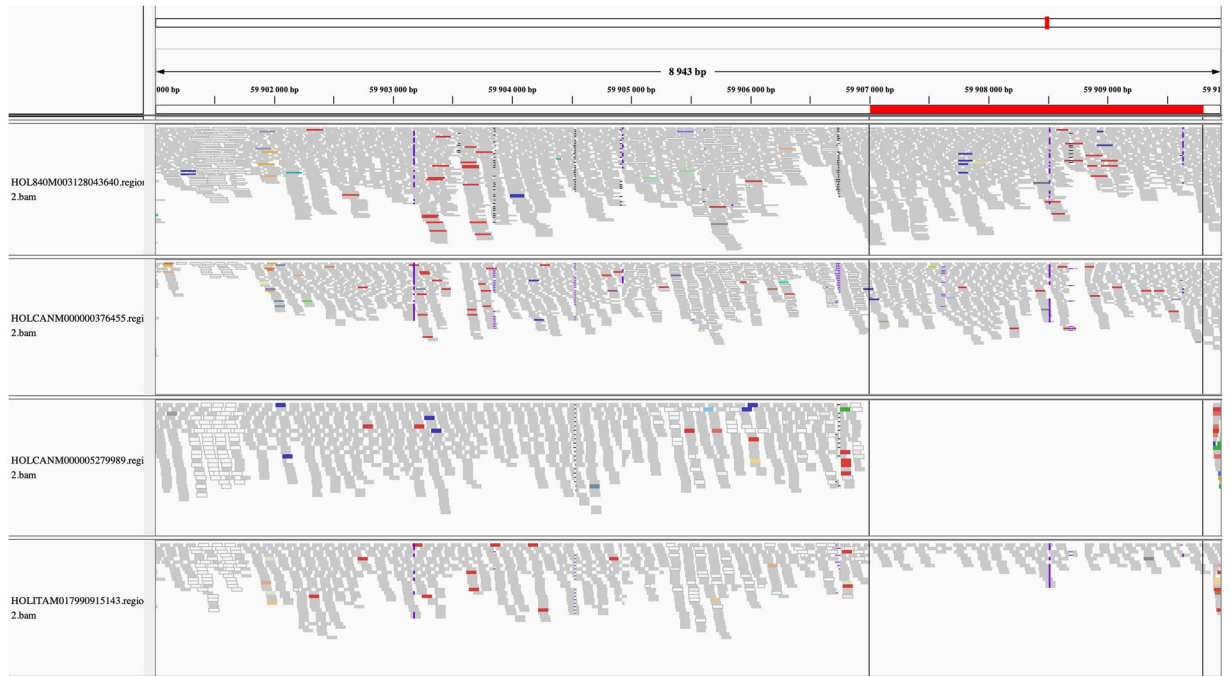 8 943 bp
000 bp 59 902 000 bp 59 903 000 bp 59 904 000 bp 59 905 000 bp 59 906 000 bp 59 907 000 bp 59 908 000 bp 59 909 000 bp 59 91
HOL840M003128043640.region
2.bam
HOLCANM000000376455.regi
2.bam
HOLCANM000005279989.regi
2.bam
HOLITAM017990915143.regio
2.bam